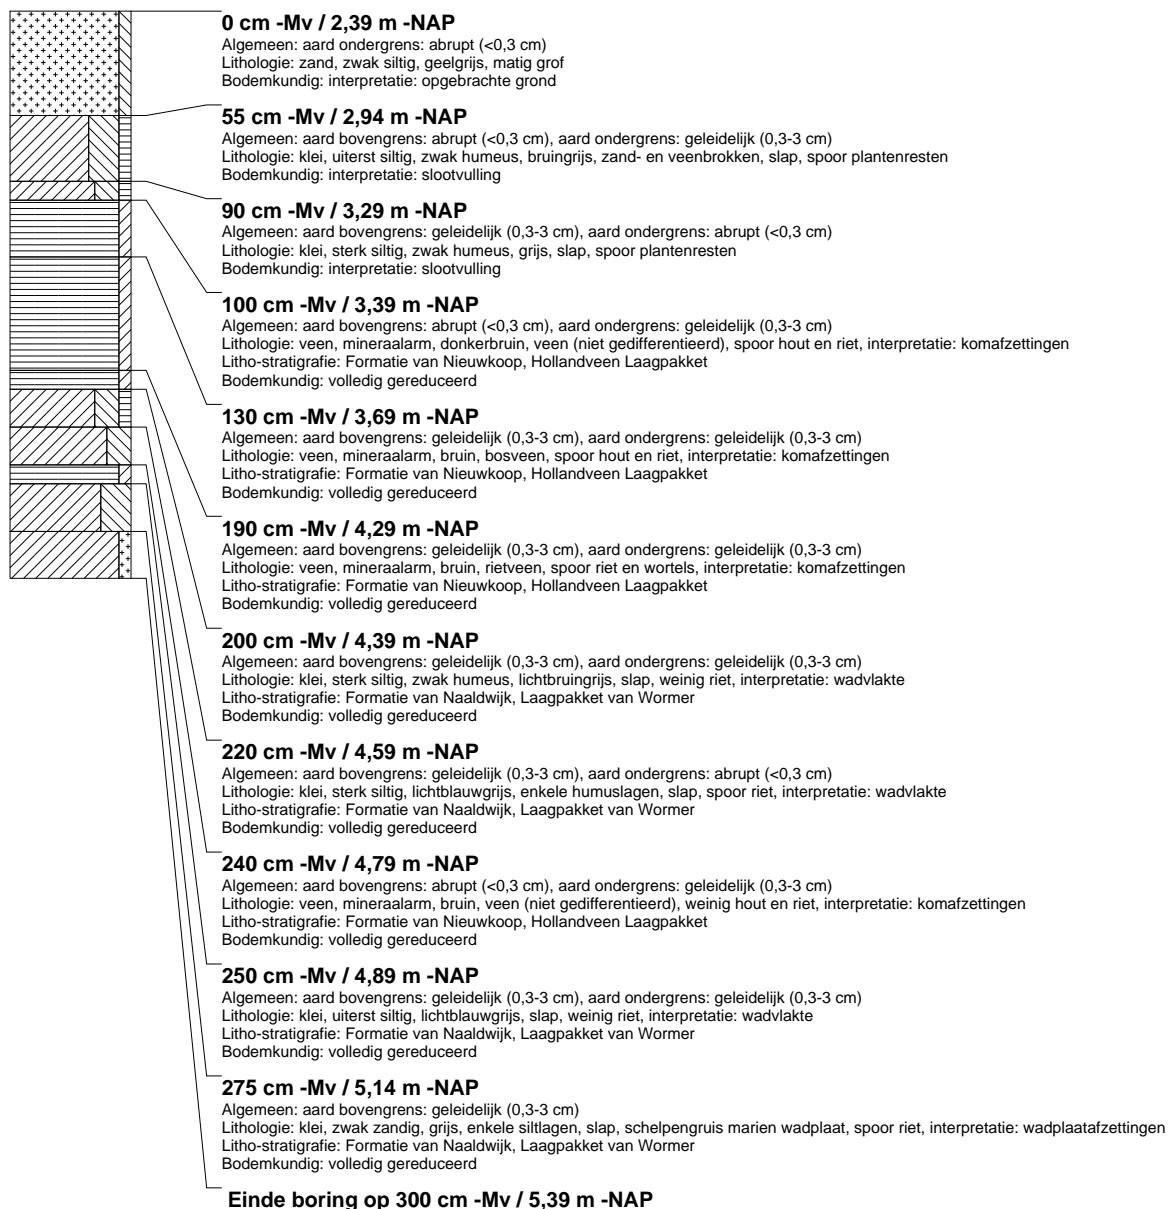 0 cm -Mv / 2,39 m -NAP
Algemeen: aard ondergrens: abrupt (<0,3 cm)
Lithologie: zand, zwak siltig, geelgrijs, matig grof
Bodemkundig: interpretatie: opgebrachte grond
55 cm -Mv / 2,94 m -NAP
Algemeen: aard bovengrens: abrupt (<0,3 cm), aard ondergrens: geleidelijk (0,3-3 cm)
Lithologie: klei, uiterst siltig, zwak humeus, bruingrijs, zand- en veenbrokken, slap, spoor plantenresten
Bodemkundig: interpretatie: slootvulling
90 cm -Mv / 3,29 m -NAP
Algemeen: aard bovengrens: geleidelijk (0,3-3 cm), aard ondergrens: abrupt (<0,3 cm)
Lithologie: klei, sterk siltig, zwak humeus, grijs, slap, spoor plantenresten
Bodemkundig: interpretatie: slootvulling
100 cm -Mv / 3,39 m -NAP
Algemeen: aard bovengrens: abrupt (<0,3 cm), aard ondergrens: geleidelijk (0,3-3 cm)
Lithologie: veen, mineraalarm, donkerbruin, veen (niet gedifferentieerd), spoor hout en riet, interpretatie: komafzettingen
Litho-stratigrafie: Formatie van Nieuwkoop, Hollandveen Laagpakket
Bodemkundig: volledig gereduceerd
130 cm -Mv / 3,69 m -NAP
Algemeen: aard bovengrens: geleidelijk (0,3-3 cm), aard ondergrens: geleidelijk (0,3-3 cm)
Lithologie: veen, mineraalarm, bruin, bosveen, spoor hout en riet, interpretatie: komafzettingen
Litho-stratigrafie: Formatie van Nieuwkoop, Hollandveen Laagpakket
Bodemkundig: volledig gereduceerd
190 cm -Mv / 4,29 m -NAP
Algemeen: aard bovengrens: geleidelijk (0,3-3 cm), aard ondergrens: geleidelijk (0,3-3 cm)
Lithologie: veen, mineraalarm, bruin, rietveen, spoor riet en wortels, interpretatie: komafzettingen
Litho-stratigrafie: Formatie van Nieuwkoop, Hollandveen Laagpakket
Bodemkundig: volledig gereduceerd
200 cm -Mv / 4,39 m -NAP
Algemeen: aard bovengrens: geleidelijk (0,3-3 cm), aard ondergrens: geleidelijk (0,3-3 cm)
Lithologie: klei, sterk siltig, zwak humeus, lichtbruingrijs, slap, weinig riet, interpretatie: wadvlakte
Litho-stratigrafie: Formatie van Naaldwijk, Laagpakket van Wormer
Bodemkundig: volledig gereduceerd
220 cm -Mv / 4,59 m -NAP
Algemeen: aard bovengrens: geleidelijk (0,3-3 cm), aard ondergrens: abrupt (<0,3 cm)
Lithologie: klei, sterk siltig, lichtblauwgrijs, enkele humuslagen, slap, spoor riet, interpretatie: wadvlakte
Litho-stratigrafie: Formatie van Naaldwijk, Laagpakket van Wormer
Bodemkundig: volledig gereduceerd
240 cm -Mv / 4,79 m -NAP
Algemeen: aard bovengrens: abrupt (<0,3 cm), aard ondergrens: geleidelijk (0,3-3 cm)
Lithologie: veen, mineraalarm, bruin, veen (niet gedifferentieerd), weinig hout en riet, interpretatie: komafzettingen
Litho-stratigrafie: Formatie van Nieuwkoop, Hollandveen Laagpakket
Bodemkundig: volledig gereduceerd
250 cm -Mv / 4,89 m -NAP
Algemeen: aard bovengrens: geleidelijk (0,3-3 cm), aard ondergrens: geleidelijk (0,3-3 cm)
Lithologie: klei, uiterst siltig, lichtblauwgrijs, slap, weinig riet, interpretatie: wadvlakte
Litho-stratigrafie: Formatie van Naaldwijk, Laagpakket van Wormer
Bodemkundig: volledig gereduceerd
275 cm -Mv / 5,14 m -NAP
Algemeen: aard bovengrens: geleidelijk (0,3-3 cm)
Lithologie: klei, zwak zandig, grijs, enkele siltlagen, slap, schelpengruis marien wadplaat, spoor riet, interpretatie: wadplaatafzettingen
Litho-stratigrafie: Formatie van Naaldwijk, Laagpakket van Wormer
Bodemkundig: volledig gereduceerd
Einde boring op 300 cm -Mv / 5,39 m -NAP